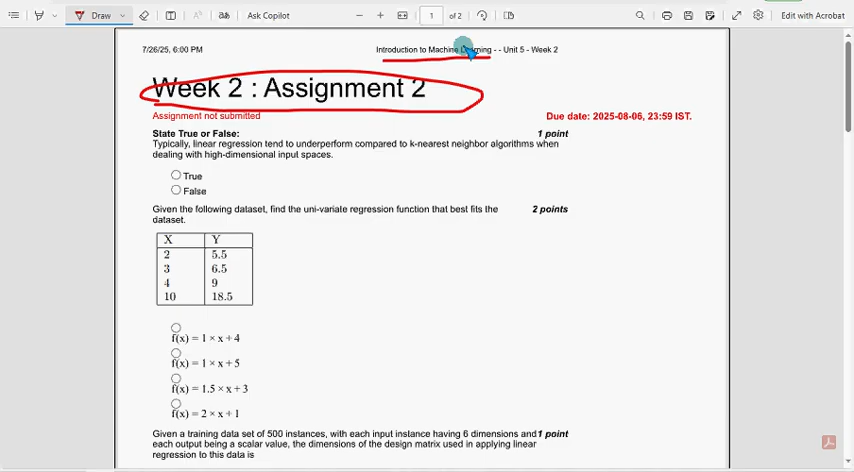 Draw
Ask Copilot
1 of 2
Edit with Acrobat
7/26/25, 6:00 PM
Introduction to Machine Learning - - Unit 5 - Week 2
Week 2 : Assignment 2
Assignment not submitted
Due date: 2025-08-06, 23:59 IST.
State True or False:
1 point
Typically, linear regression tend to underperform compared to k-nearest neighbor algorithms when
dealing with high-dimensional input spaces.
True
False
Given the following dataset, find the uni-variate regression function that best fits the
2 points
dataset.
X Y
2 5.5
3 6.5
4 9
10 18.5
f(x) = 1 × x + 4
f(x) = 1 × x + 5
f(x) = 1.5 × x + 3
f(x) = 2 × x + 1
Given a training data set of 500 instances, with each input instance having 6 dimensions and 1 point
each output being a scalar value, the dimensions of the design matrix used in applying linear
regression to this data is